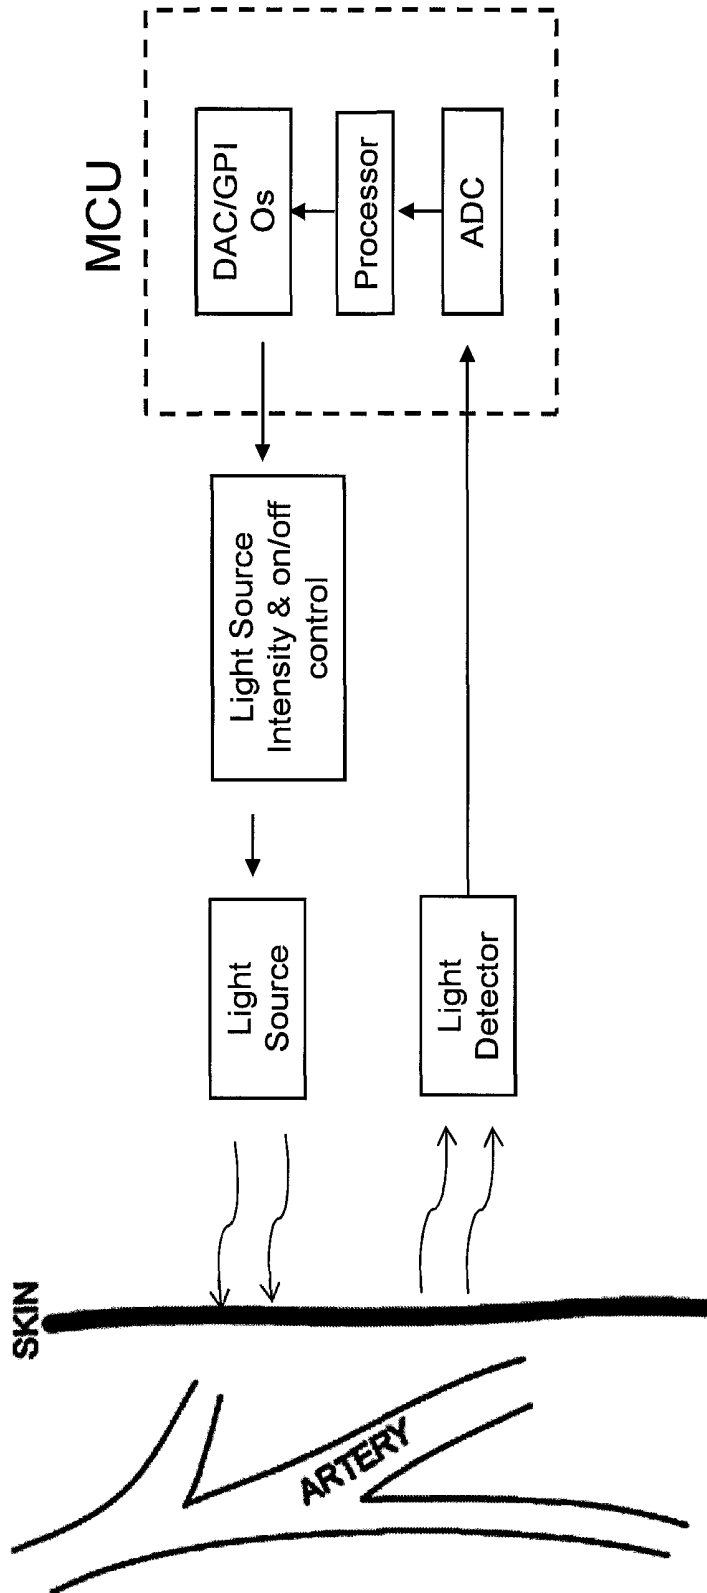 MCU
DAC/GPI
Os
Processor
ADC
Light Source
Intensity & on/off
control
Light
Source
Light
Detector
SKIN
ARTERY